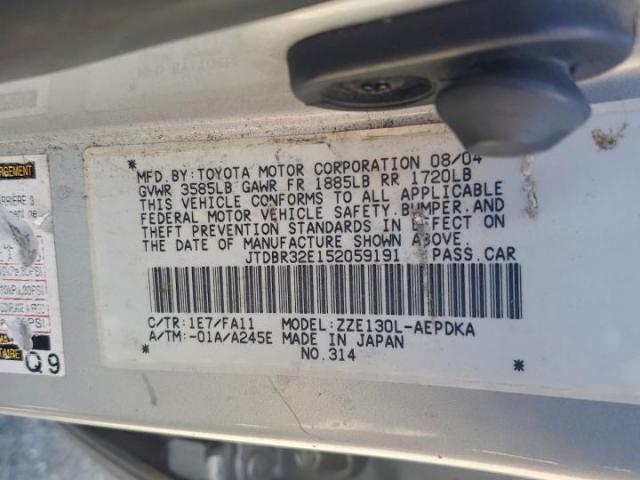 MFD.BY:TOYOTA MOTOR CORPORATION 08/04
GVWR 3585LB GAWR FR 1885LB RR 1720LB
THIS VEHICLE CONFORMS TO ALL APPLICABLE
FEDERAL MOTOR VEHICLE SAFETY,BUMPER,AND
THEFT PREVENTION STANDARDS IN EFFECT ON
THE DATE OF MANUFACTURE SHOWN ABOVE.
* JTDBR32E152059191 * PASS.CAR
C/TR:1E7/FA11 MODEL:ZZE130L-AEPDKA
A/TM:-01A/A245E MADE IN JAPAN
NO.314
Q9